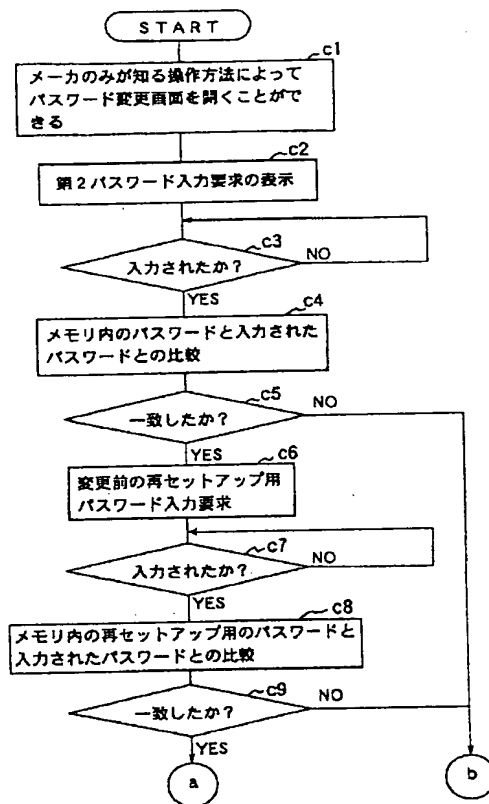 START
c1
メーカのみが知る操作方法によって
パスワード変更画面を開くことがで
きる
c2
第2パスワード入力要求の表示
c3
入力されたか?
NO
YES
c4
メモリ内のパスワードと入力された
パスワードとの比較
c5
一致したか?
NO
YES
c6
変更前の再セットアップ用
パスワード入力要求
c7
入力されたか?
NO
YES
c8
メモリ内の再セットアップ用のパスワードと
入力されたパスワードとの比較
c9
一致したか?
NO
YES
a
b